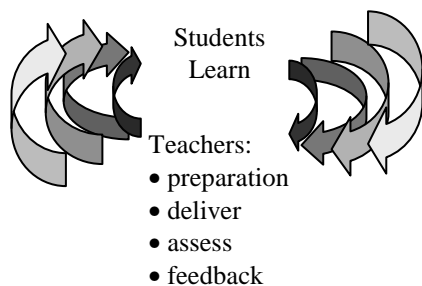 Students
Learn
Teachers:
• preparation
• deliver
• assess
• feedback